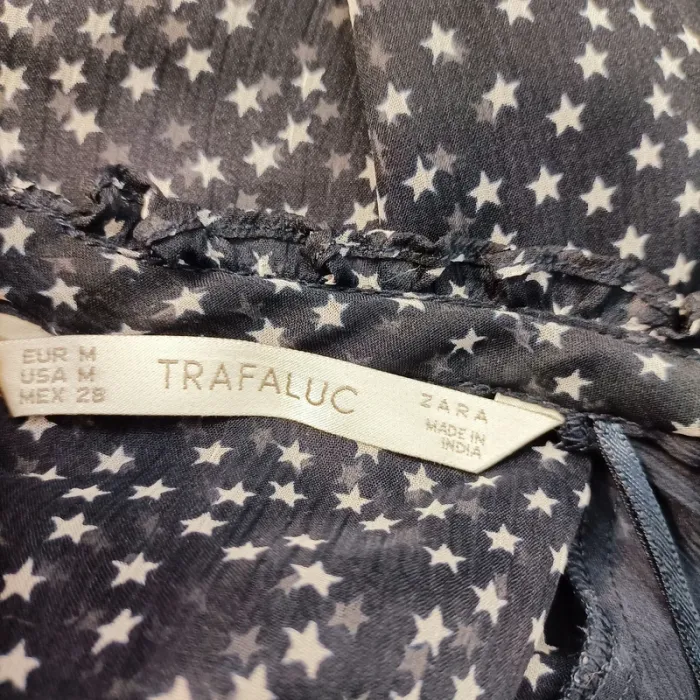 EUR M
USA M
MEX 28
TRAFALUC
ZARA
MADE IN
INDIA